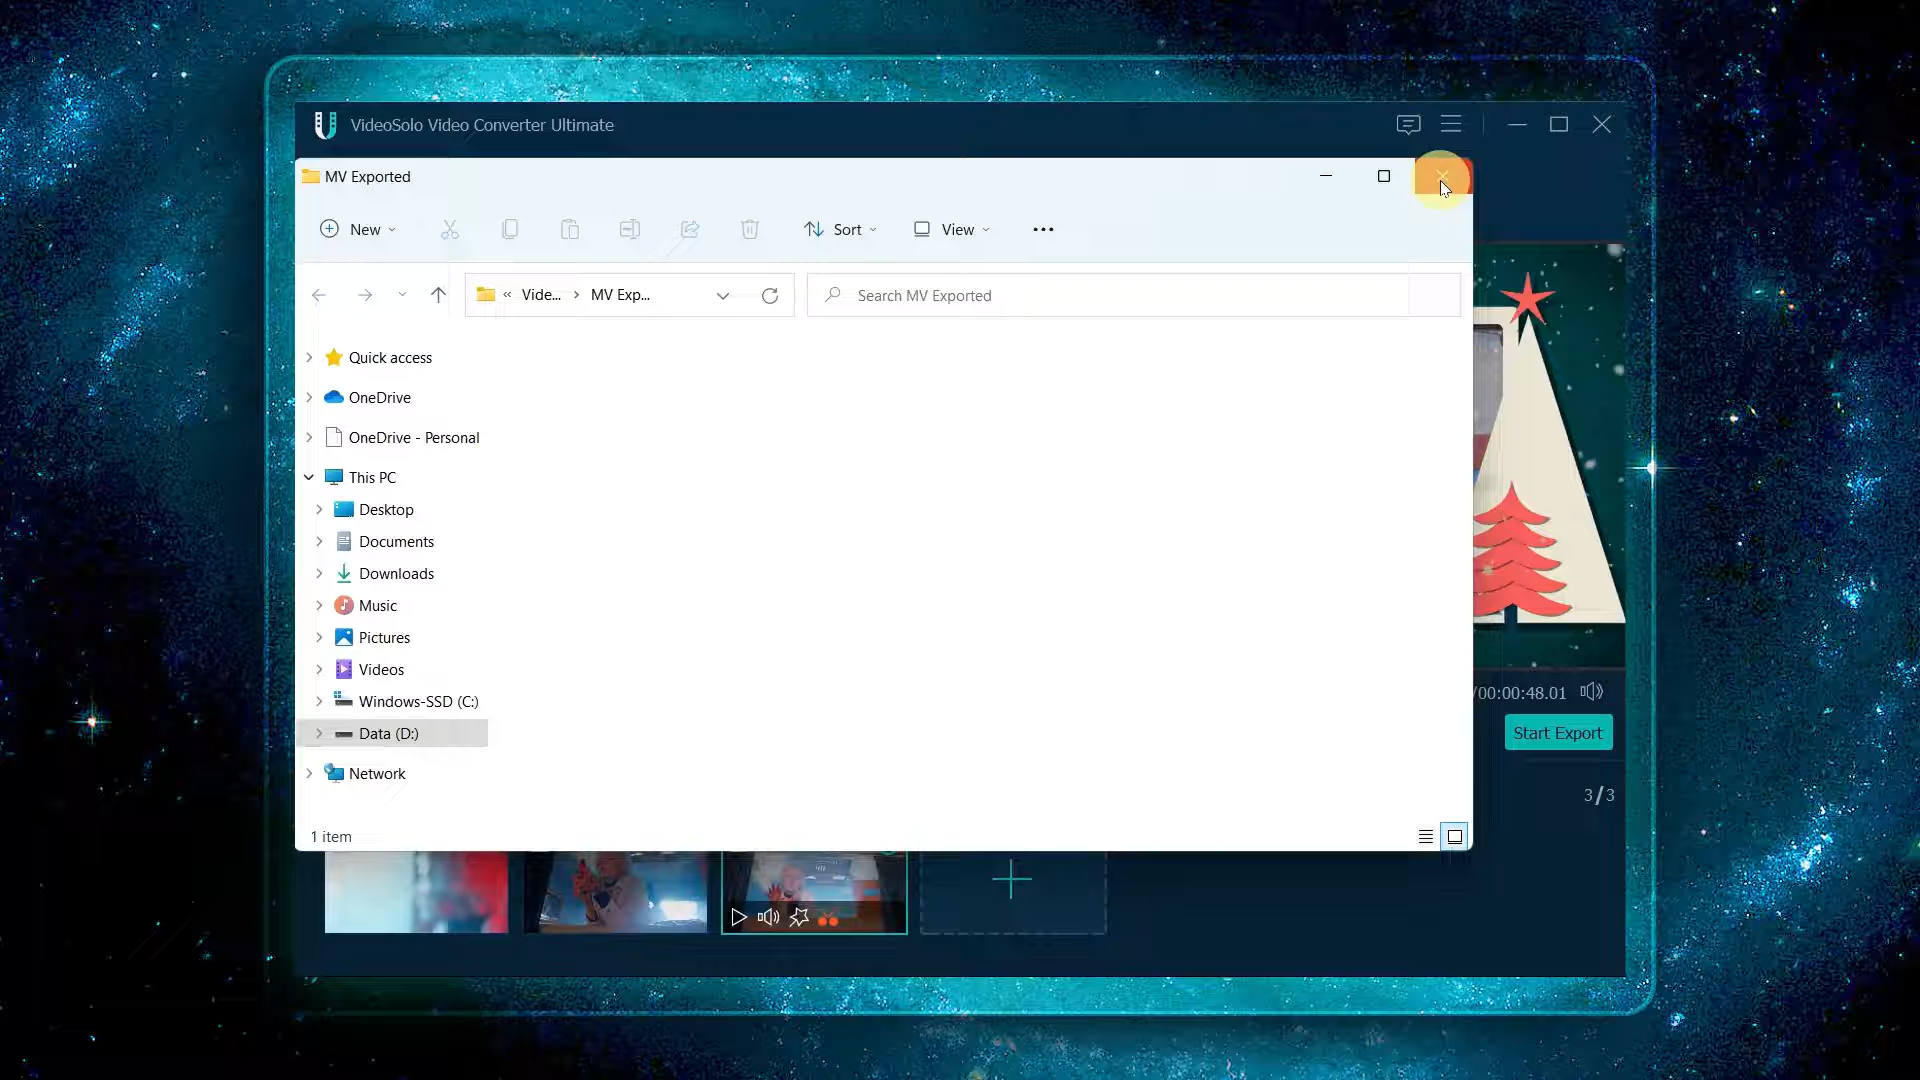 VideoSolo Video Converter Ultimate
MV Exported
New
Sort
View
Vide...
MV Exp...
Search MV Exported
Quick access
OneDrive
OneDrive - Personal
This PC
Desktop
Documents
Downloads
Music
Pictures
Videos
Windows-SSD (C:)
Data (D:)
Network
1 item
/00:00:48.01
Start Export
3/3